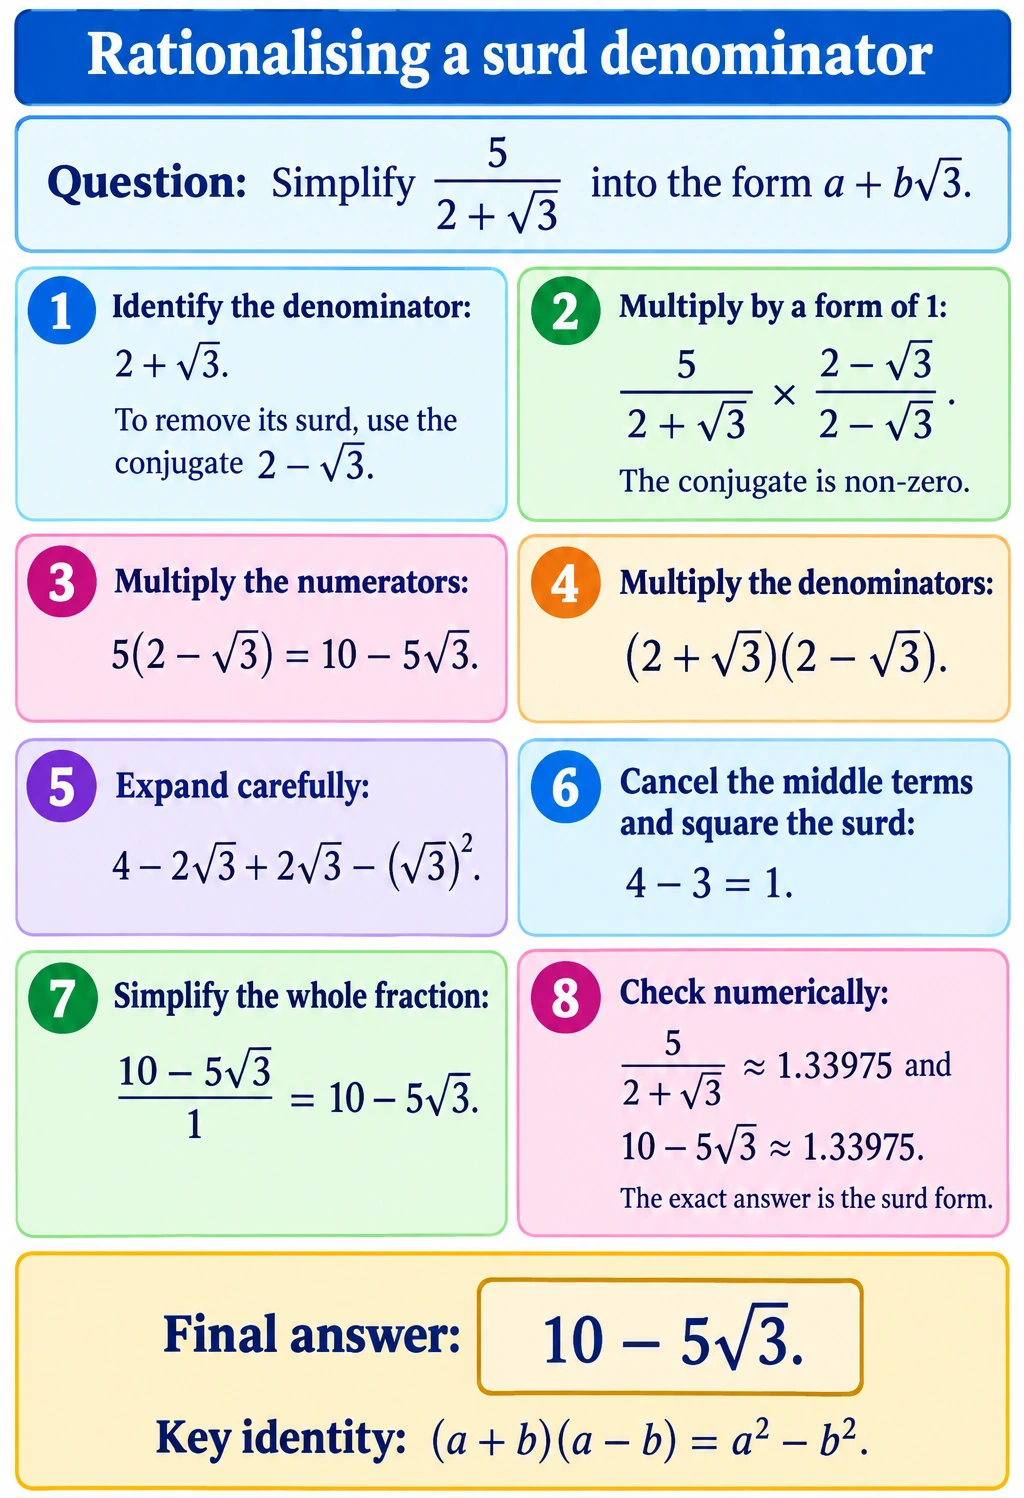 Rationalising a surd denominator
Question: Simplify 5/(2 + √3) into the form a + b√3.
1 Identify the denominator:
2 + √3.
To remove its surd, use the
conjugate 2 − √3.
2 Multiply by a form of 1:
5/(2 + √3) × (2 − √3)/(2 − √3).
The conjugate is non-zero.
3 Multiply the numerators:
5(2 − √3) = 10 − 5√3.
4 Multiply the denominators:
(2 + √3)(2 − √3).
5 Expand carefully:
4 − 2√3 + 2√3 − (√3)².
6 Cancel the middle terms
and square the surd:
4 − 3 = 1.
7 Simplify the whole fraction:
(10 − 5√3)/1 = 10 − 5√3.
8 Check numerically:
5/(2 + √3) ≈ 1.33975 and
10 − 5√3 ≈ 1.33975.
The exact answer is the surd form.
Final answer: 10 − 5√3.
Key identity: (a + b)(a − b) = a² − b².